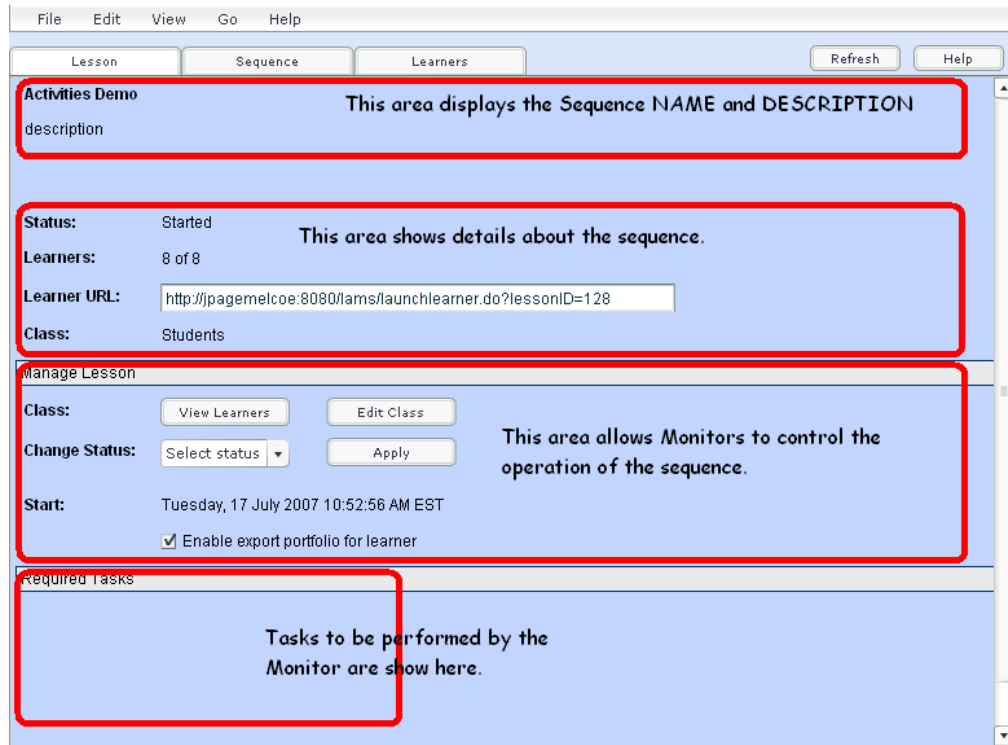 File Edit View Go Help
Lesson Sequence Learners Refresh Help
Activities Demo
This area displays the Sequence NAME and DESCRIPTION
description
Status: Started
This area shows details about the sequence.
Learners: 8 of 8
Learner URL: http://jpagemelcoe:8080/lams/launchlearner.do?lessonID=128
Class: Students
Manage Lesson
Class: View Learners Edit Class
Change Status: Select status Apply
This area allows Monitors to control the
operation of the sequence.
Start: Tuesday, 17 July 2007 10:52:56 AM EST
Enable export portfolio for learner
Required Tasks
Tasks to be performed by the
Monitor are show here.